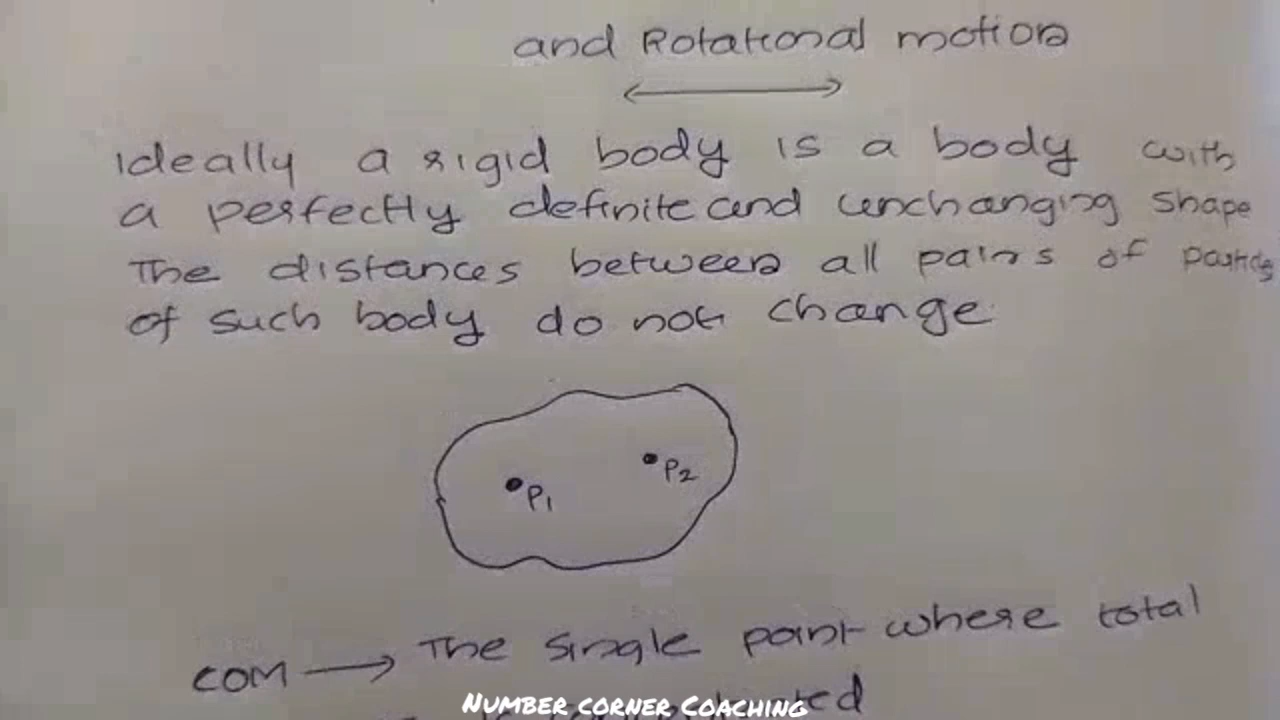 and Rotational motion
ideally a rigid body is a body with
a perfectly definite and unchanging shape
The distances between all pairs of
of such body do not change.
P1
P2
COM → The single point where total
NUMBER CORNER COACHING